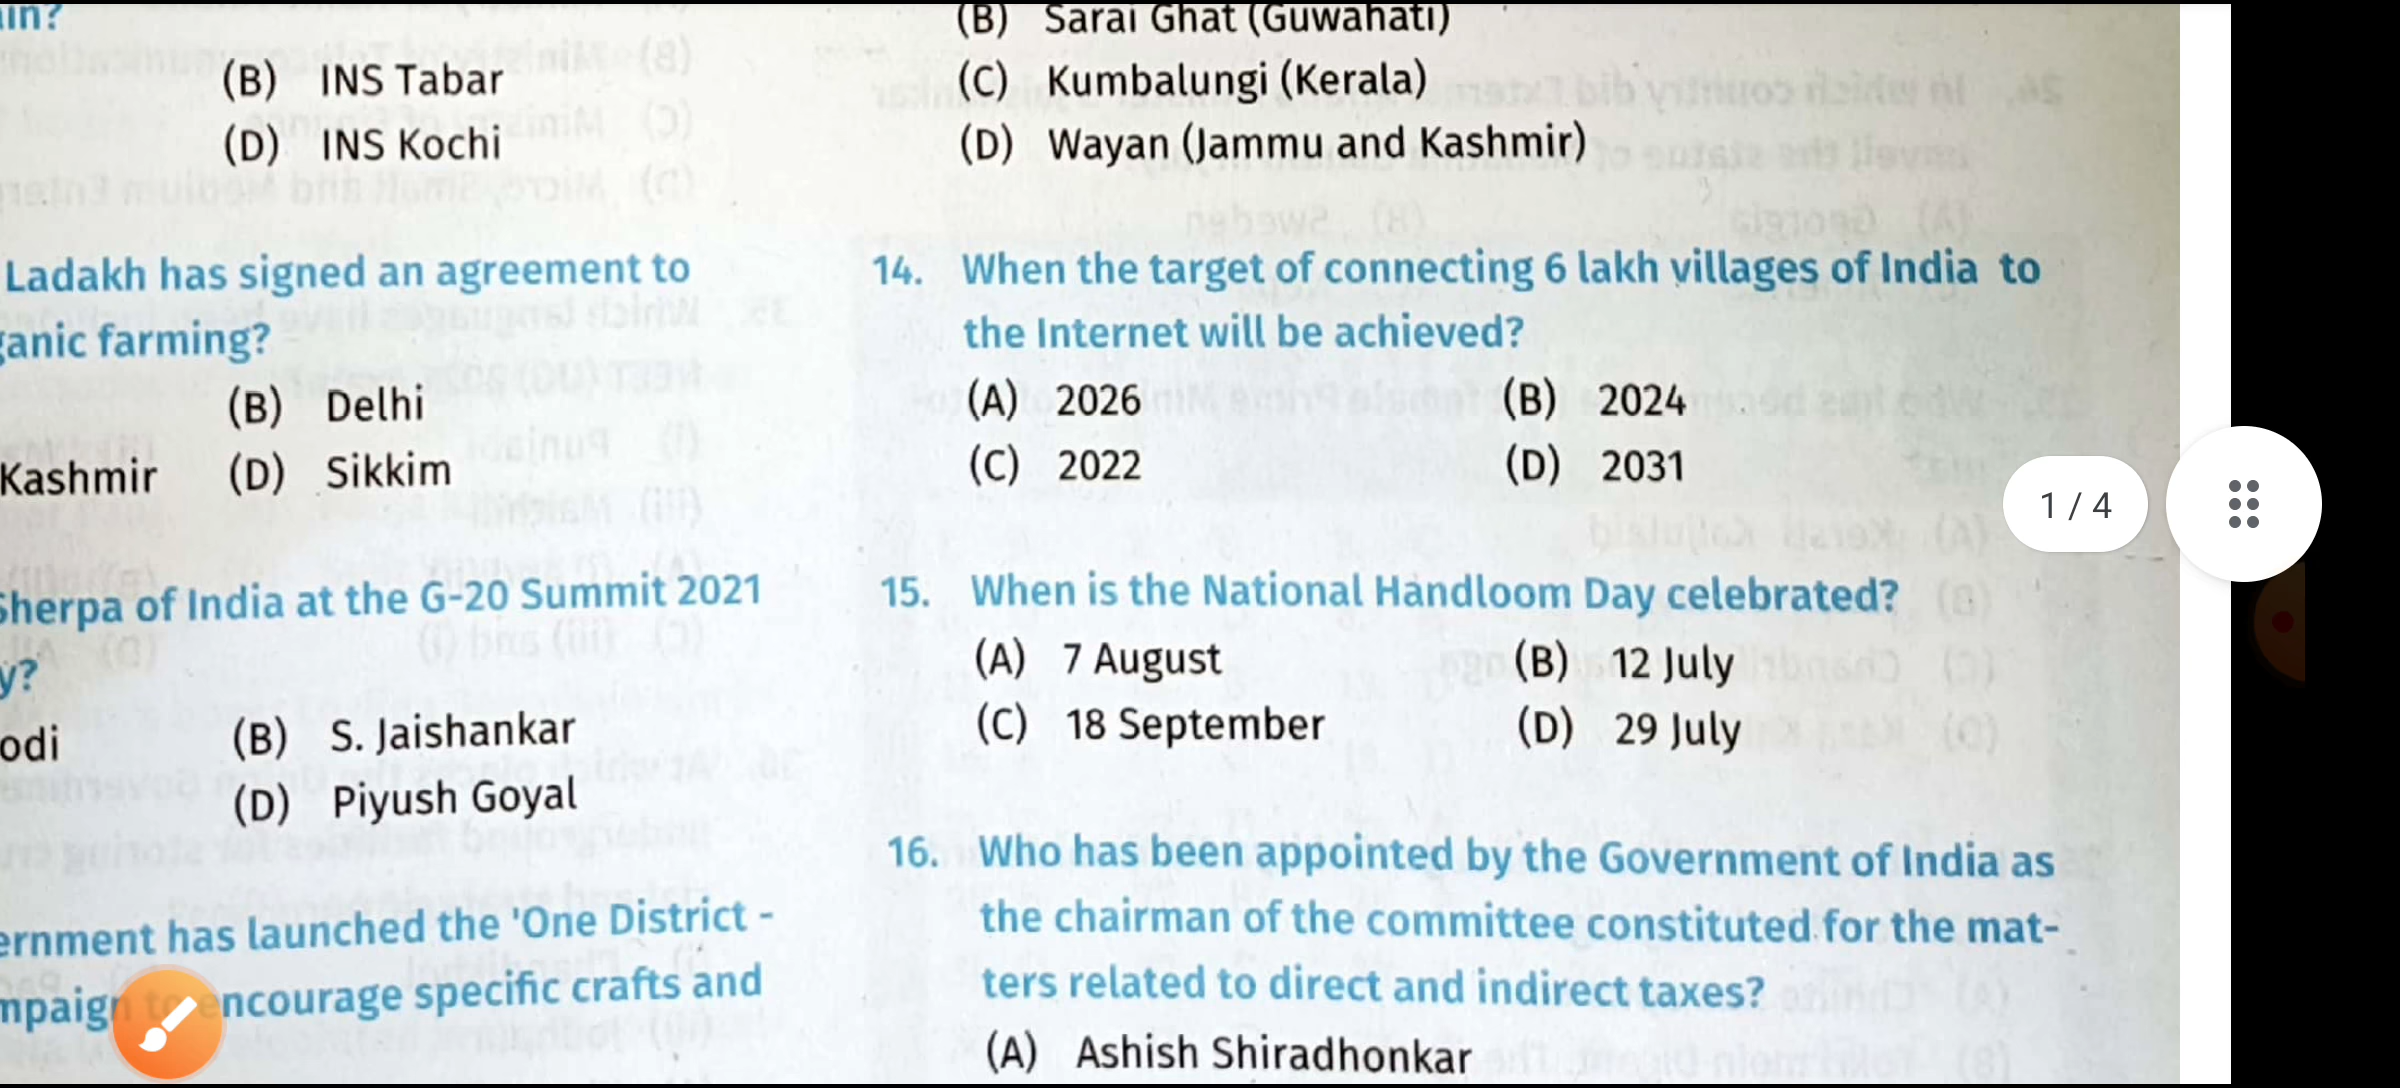 ain?
(B) INS Tabar
(D) INS Kochi
Ladakh has signed an agreement to
ganic farming?
(B) Delhi
Kashmir (D) Sikkim
Sherpa of India at the G-20 Summit 2021
y?
odi (B) S. Jaishankar
(D) Piyush Goyal
ernment has launched the 'One District -
mpaign to encourage specific crafts and
(B) Sarai Ghat (Guwahati)
(C) Kumbalungi (Kerala)
(D) Wayan (Jammu and Kashmir)
14. When the target of connecting 6 lakh villages of India to
the Internet will be achieved?
(A) 2026 (B) 2024
(C) 2022 (D) 2031
15. When is the National Handloom Day celebrated?
(A) 7 August (B) 12 July
(C) 18 September (D) 29 July
16. Who has been appointed by the Government of India as
the chairman of the committee constituted for the mat-
ters related to direct and indirect taxes?
(A) Ashish Shiradhonkar
1 / 4